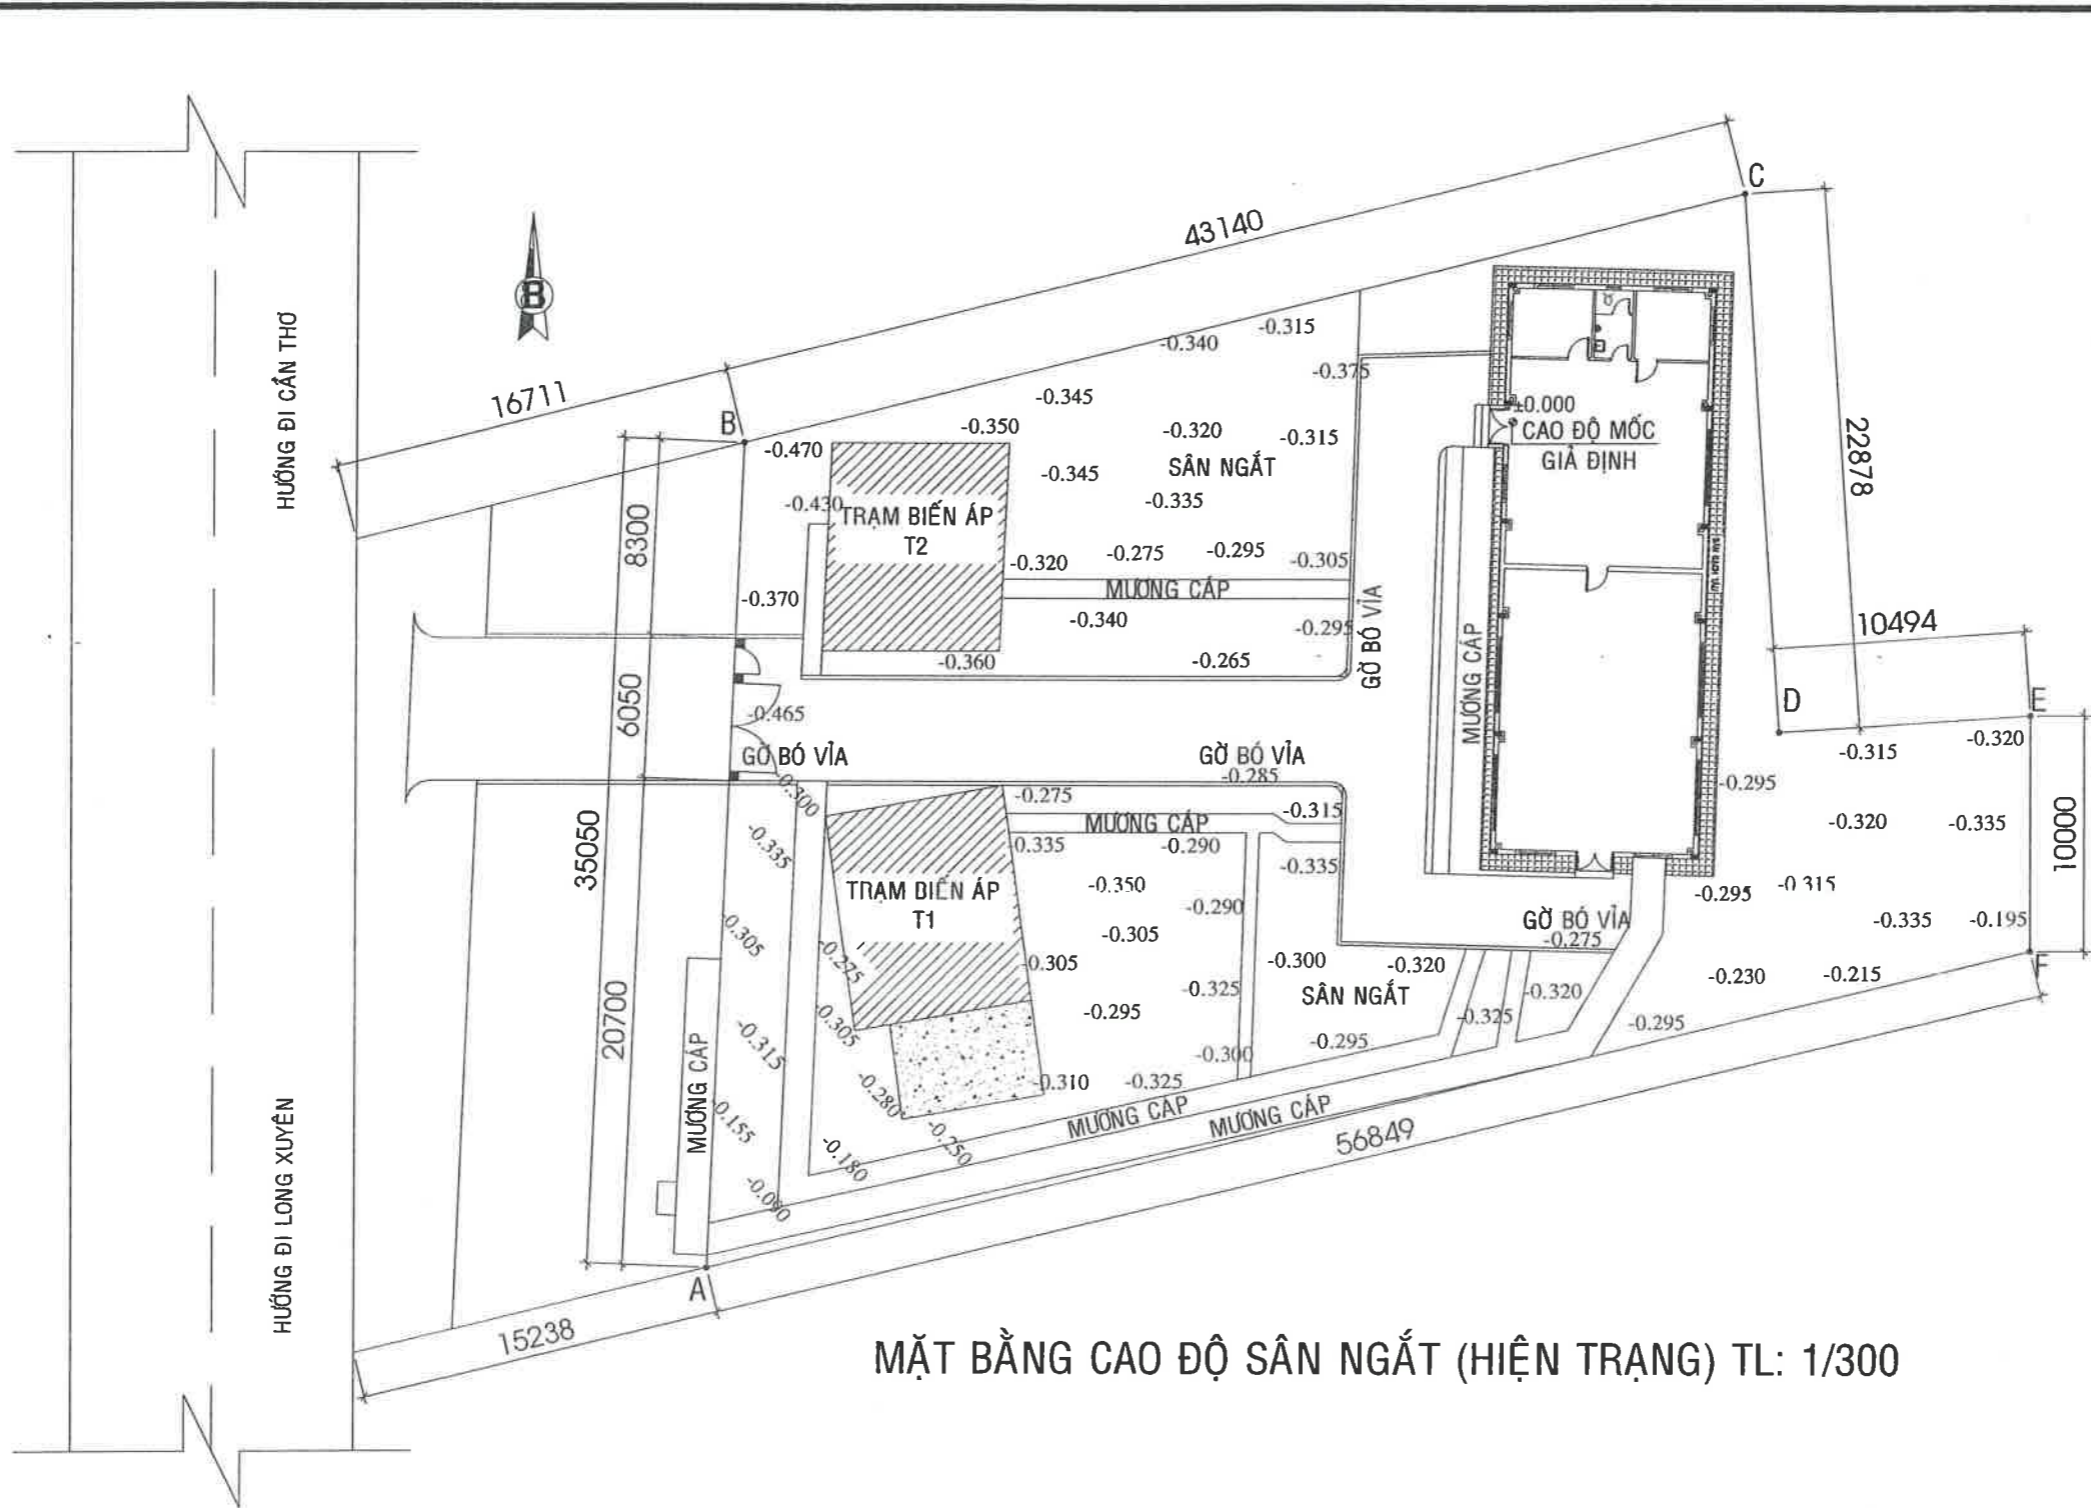 C
43140
B
HƯỚNG ĐI CẦN THƠ
16711
B
-0.315
-0.340
-0.375
-0.345
-0.350
-0.320
-0.315
-0.470
SÂN NGẮT
-0.345
-0.335
-0.430
TRẠM BIẾN ÁP
T2
-0.320
-0.275
-0.295
-0.305
MƯƠNG CÁP
-0.370
-0.340
-0.295
-0.360
-0.265
GỜ BÓ VỈA
±0.000
CAO ĐỘ MỐC
GIẢ ĐỊNH
MƯƠNG CÁP
22878
10494
D
E
8300
6050
35050
20700
-0.465
GỜ BÓ VỈA
GỜ BÓ VỈA
-0.285
-0.300
-0.275
-0.315
MƯƠNG CÁP
-0.335
-0.290
-0.335
-0.335
TRẠM BIẾN ÁP
T1
-0.350
-0.290
-0.305
-0.305
-0.275
-0.305
-0.325
-0.295
-0.300
-0.320
SÂN NGẮT
-0.295
-0.315
-0.305
-0.300
-0.310
-0.325
-0.280
-0.250
-0.155
-0.180
-0.090
MƯƠNG CÁP
MƯƠNG CÁP
MƯƠNG CÁP
GỜ BÓ VỈA
-0.275
-0.325
-0.320
-0.295
-0.315
-0.320
-0.295
-0.320
-0.335
10000
-0.295
-0.315
-0.335
-0.195
-0.230
-0.215
F
56849
A
15238
HƯỚNG ĐI LONG XUYÊN
MẶT BẰNG CAO ĐỘ SÂN NGẮT (HIỆN TRẠNG) TL: 1/300